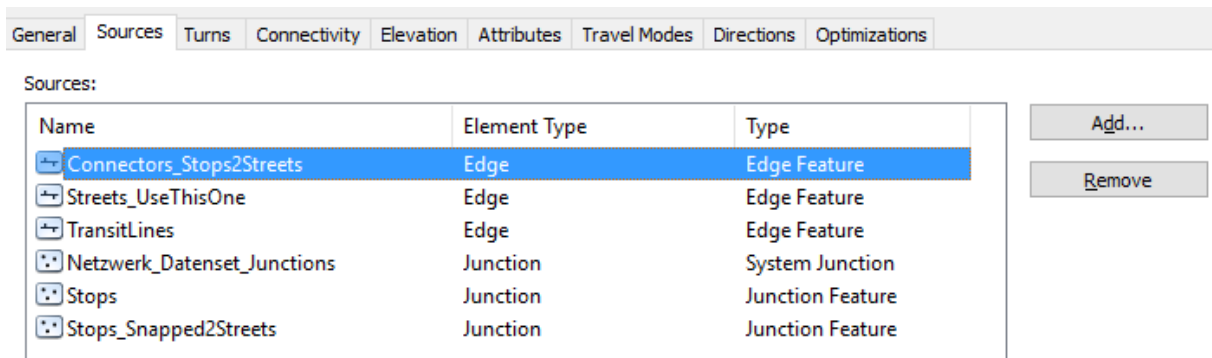 General Sources Turns Connectivity Elevation Attributes Travel Modes Directions Optimizations
Sources:
Name Element Type Type Add...
Connectors_Stops2Streets Edge Edge Feature
Remove
Streets_UseThisOne Edge Edge Feature
TransitLines Edge Edge Feature
Netzwerk_Datenset_Junctions Junction System Junction
Stops Junction Junction Feature
Stops_Snapped2Streets Junction Junction Feature